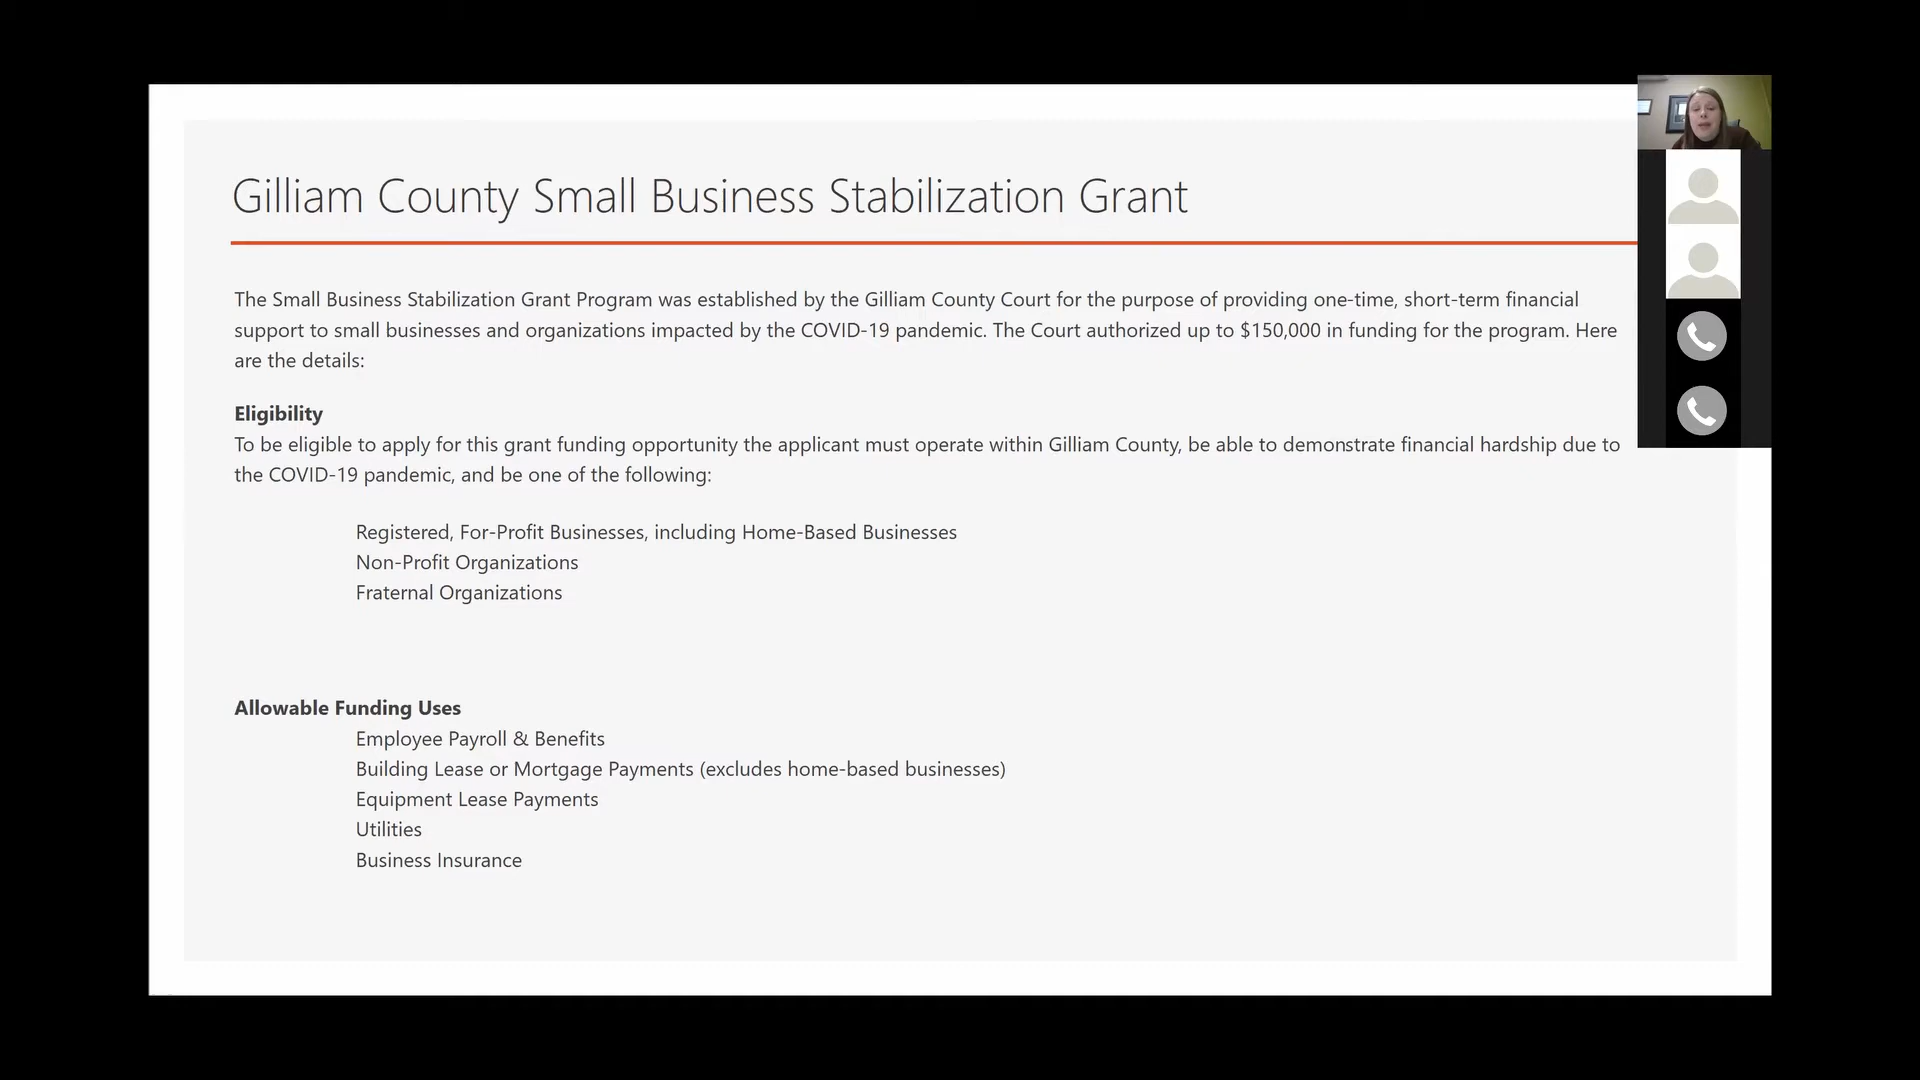 Gilliam County Small Business Stabilization Grant
The Small Business Stabilization Grant Program was established by the Gilliam County Court for the purpose of providing one-time, short-term financial
support to small businesses and organizations impacted by the COVID-19 pandemic. The Court authorized up to $150,000 in funding for the program. Here
are the details:
Eligibility
To be eligible to apply for this grant funding opportunity the applicant must operate within Gilliam County, be able to demonstrate financial hardship due to
the COVID-19 pandemic, and be one of the following:
Registered, For-Profit Businesses, including Home-Based Businesses
Non-Profit Organizations
Fraternal Organizations
Allowable Funding Uses
Employee Payroll & Benefits
Building Lease or Mortgage Payments (excludes home-based businesses)
Equipment Lease Payments
Utilities
Business Insurance